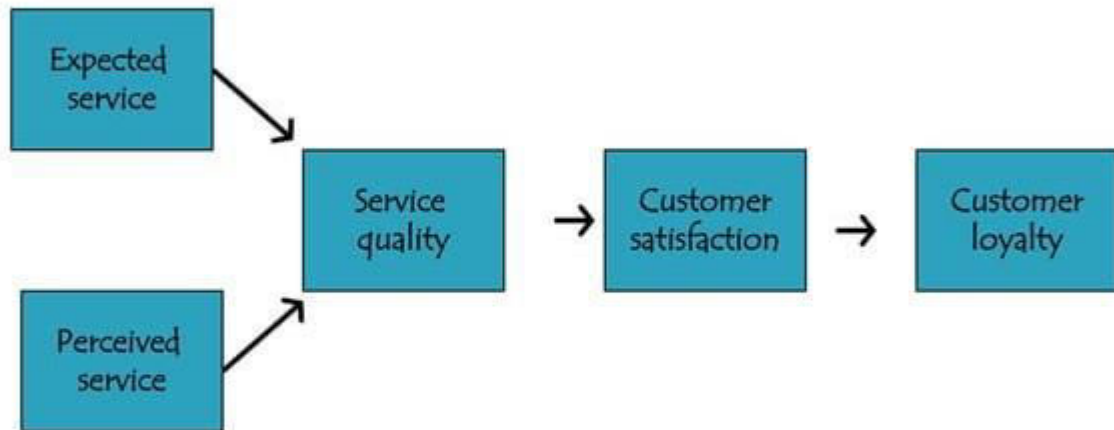 Expected
service
Service
quality
Customer
satisfaction
Customer
loyalty
Perceived
service